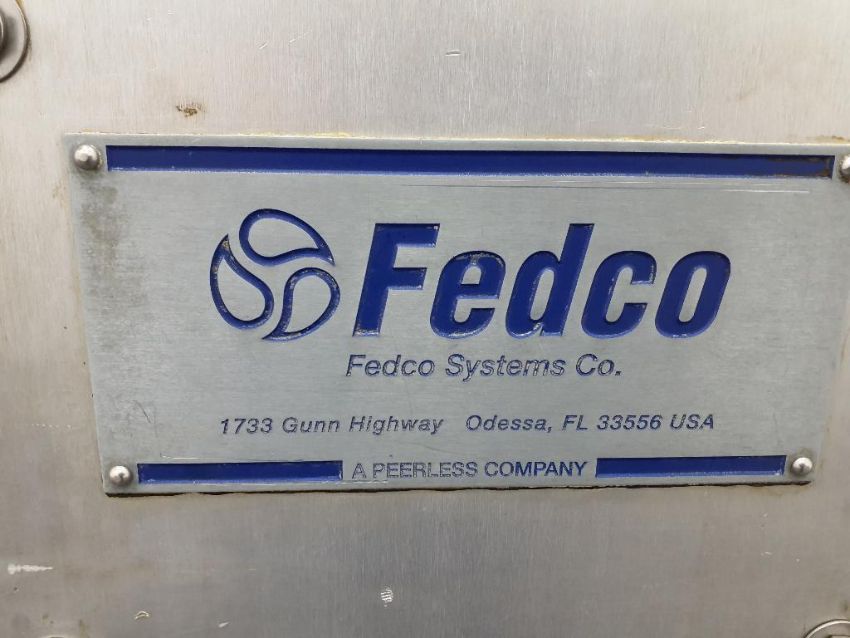 Fedco
Fedco Systems Co.
1733 Gunn Highway Odessa, FL 33556 USA
A PEERLESS COMPANY